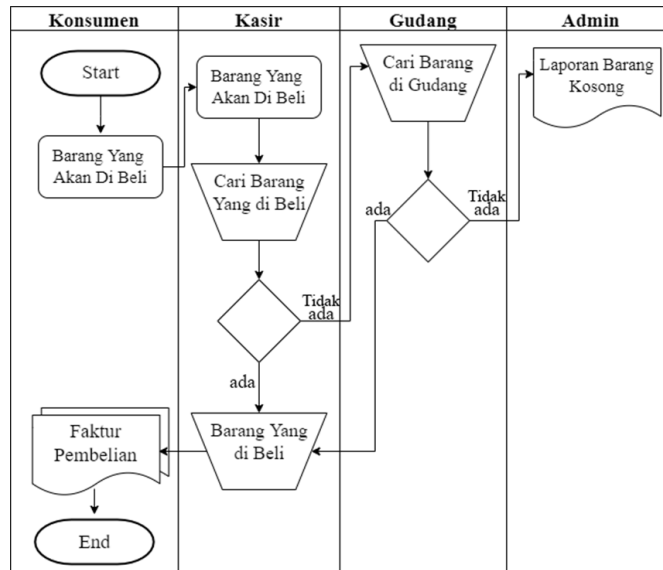 Konsumen
Kasir
Gudang
Admin
Start
Barang Yang
Akan Di Beli
Barang Yang
Akan Di Beli
Cari Barang
Yang di Beli
Tidak
ada
ada
Cari Barang
di Gudang
ada
Tidak
ada
Laporan Barang
Kosong
Barang Yang
di Beli
Faktur
Pembelian
End